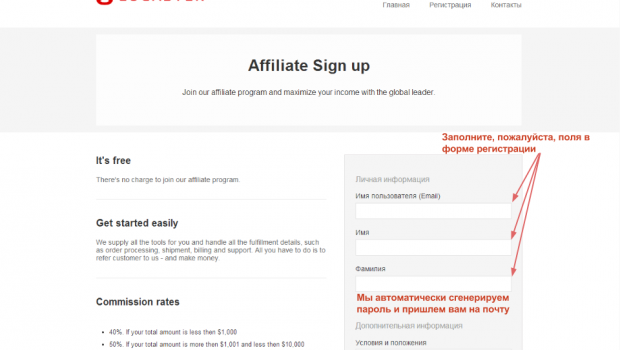 Главная Регистрация Контакты
Affiliate Sign up
Join our affiliate program and maximize your income with the global leader.
Заполните, пожалуйста, поля в
форме регистрации
It's free
There's no charge to join our affiliate program.
Get started easily
We supply all the tools for you and handle all the fulfillment details, such
as order processing, shipment, billing and support. All you have to do is to
refer customer to us - and make money.
Commission rates
40%. If your total amount is less then $1,000
50%. If your total amount is more then $1,001 and less then $10,000
Личная информация
Имя пользователя (Email)
Имя
Фамилия
Мы автоматически сгенерируем
пароль и пришлем вам на почту
Дополнительная информация
Условия и положения